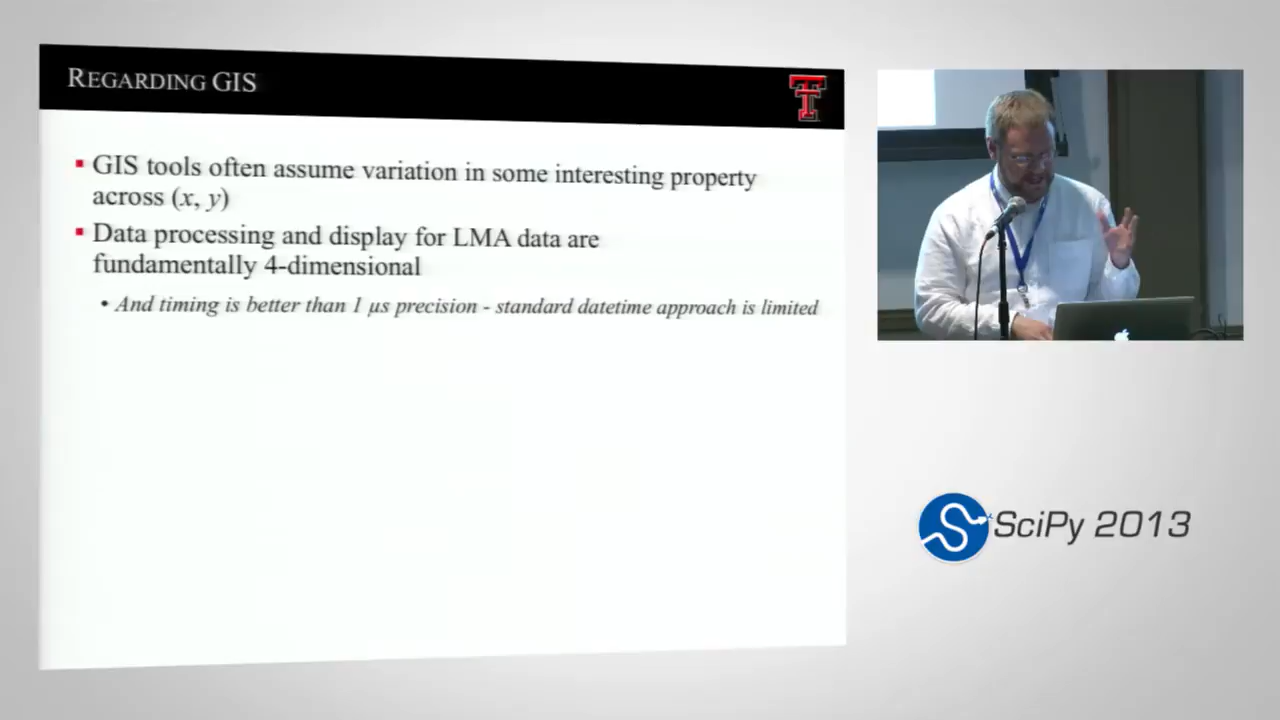 REGARDING GIS
GIS tools often assume variation in some interesting property
across (x, y)
Data processing and display for LMA data are
fundamentally 4-dimensional
And timing is better than 1 µs precision - standard datetime approach is limited
SciPy 2013